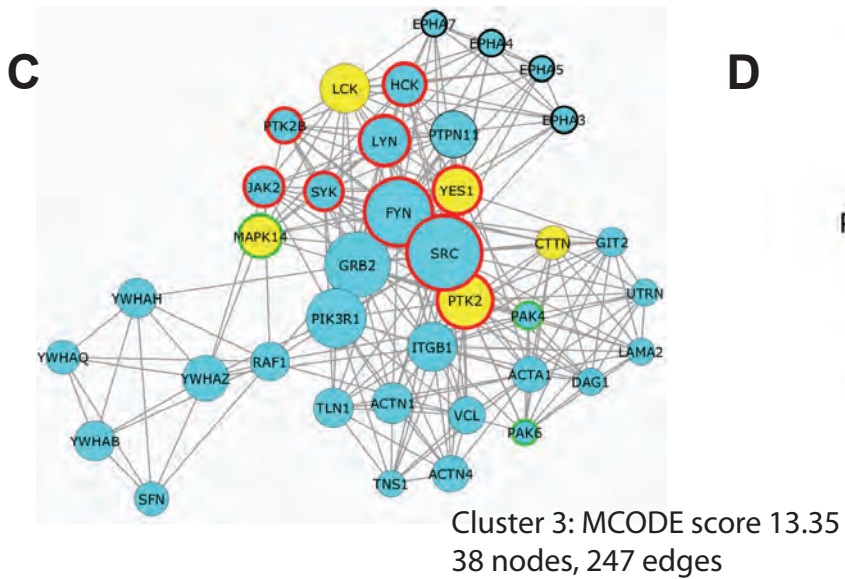 C
D
EPHA7
EPHA4
EPHA5
EPHA3
LCK
HCK
PTK2B
LYN
PTPN11
JAK2
SYK
YES1
FYN
MAPK14
SRC
CTTN
GIT2
GRB2
PTK2
UTRN
YWHAH
PIK3R1
PAK4
ITGB1
LAMA2
YWHAQ
YWHAZ
RAF1
ACTA1
DAG1
TLN1
ACTN1
VCL
PAK6
YWHAB
SFN
TNS1
ACTN4
Cluster 3: MCODE score 13.35
38 nodes, 247 edges